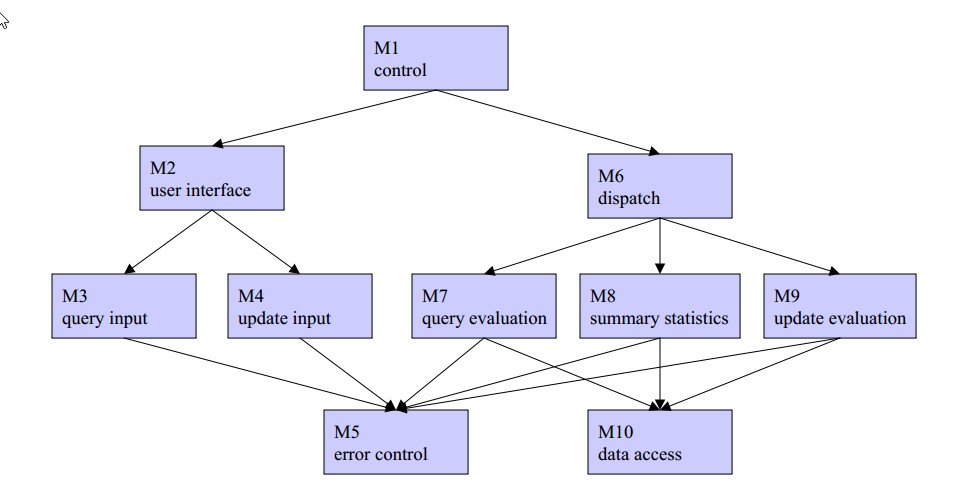 M1
control
M2
user interface
M6
dispatch
M3
query input
M4
update input
M7
query evaluation
M8
summary statistics
M9
update evaluation
M5
error control
M10
data access